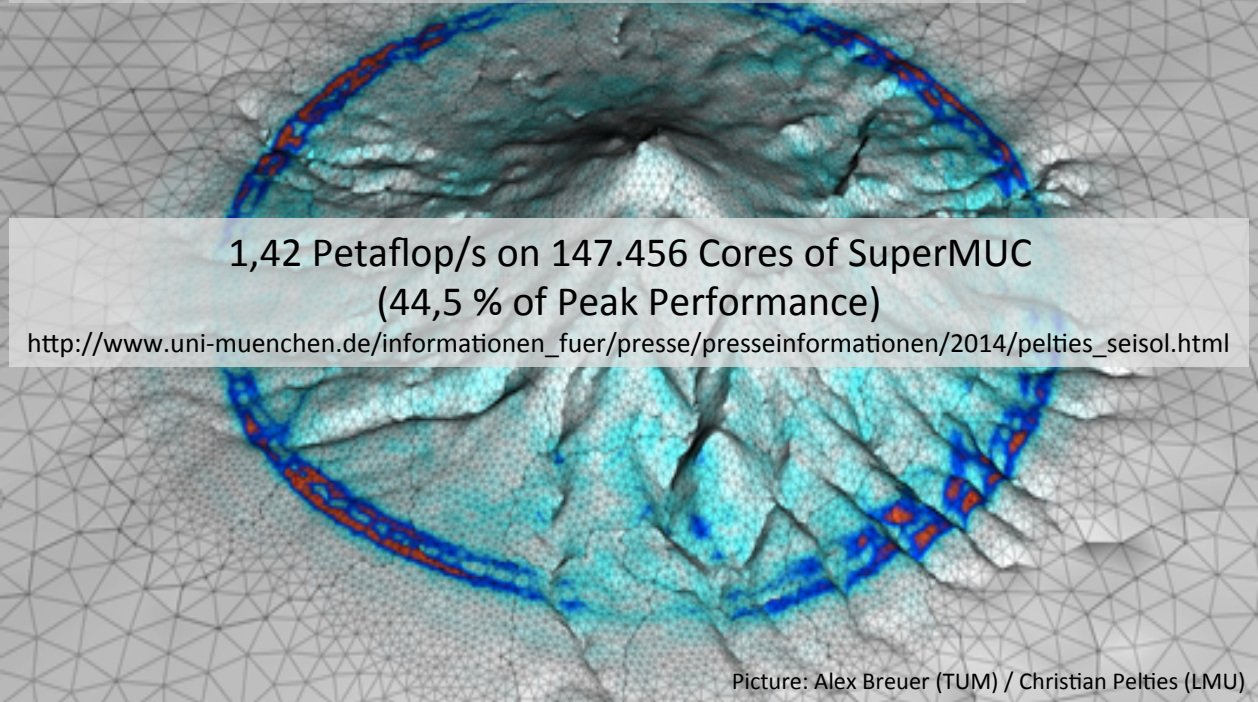 1,42 Petaflop/s on 147.456 Cores of SuperMUC
(44,5 % of Peak Performance)
http://www.uni-muenchen.de/informationen_fuer/presse/presseinformationen/2014/pelties_seisol.html
Picture: Alex Breuer (TUM) / Christian Pelties (LMU)